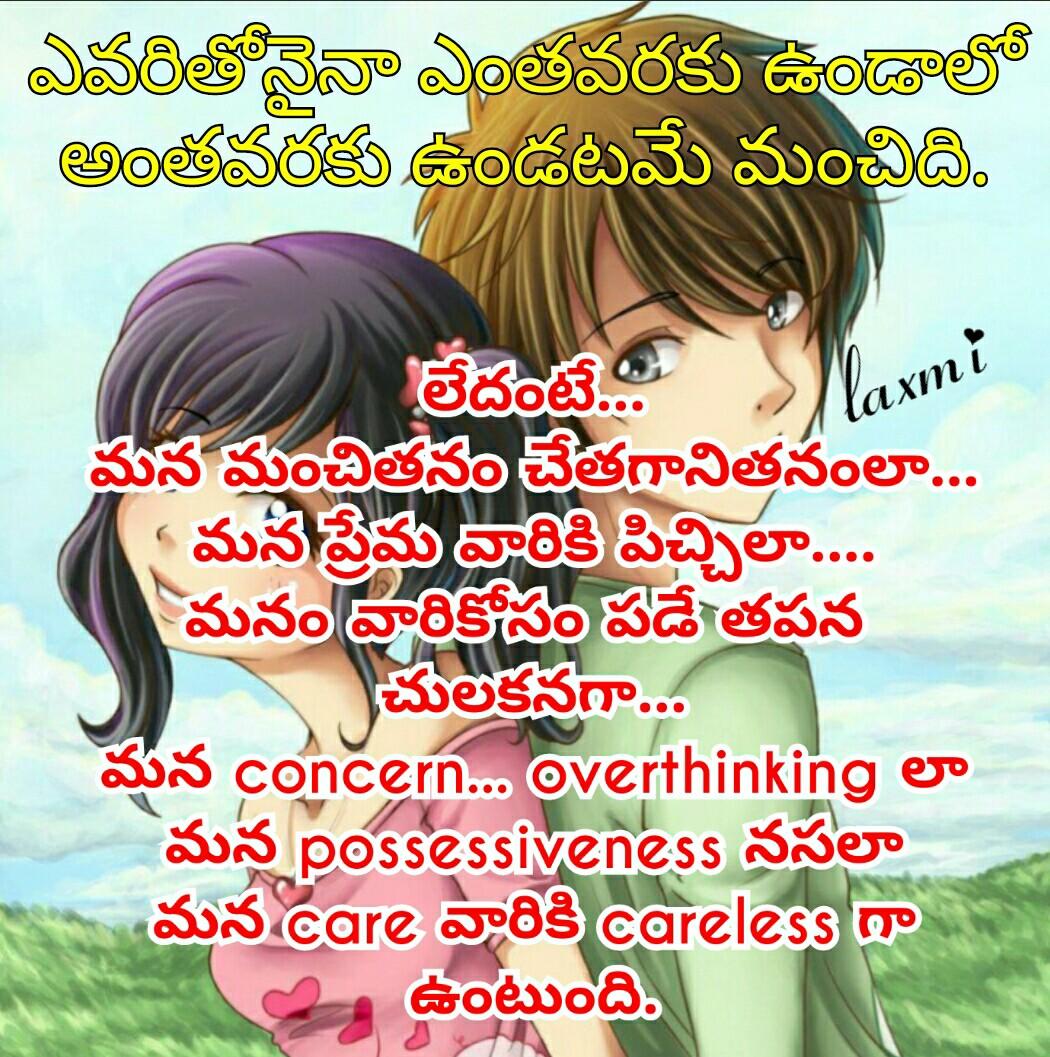 ఎవరితోనైనా ఎంతవరకు ఉండాలో
అంతవరకు ఉండటమే మంచిది.
laxmi
లేదంటే...
మన మంచితనం చేతగానితనంలా...
మన ప్రేమ వారికి పిచ్చిలా....
మనం వారికోసం పడే తపన
చులకనగా...
మన concern... overthinking లా
మన possessiveness నసలా
మన care వారికి careless గా
ఉంటుంది.